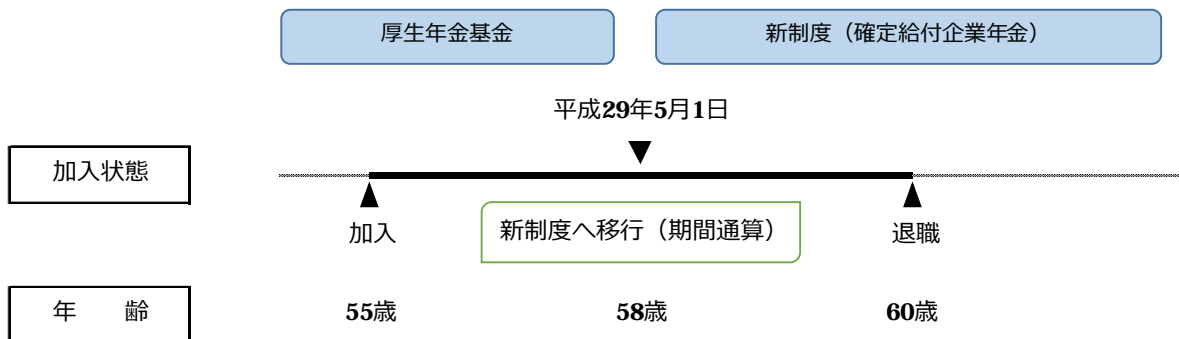 厚生年金基金 新制度（確定給付企業年金）
平成29年5月1日
▼
加入状態
▲ ▲
加入 新制度へ移行（期間通算） 退職
年 齢 55歳 58歳 60歳